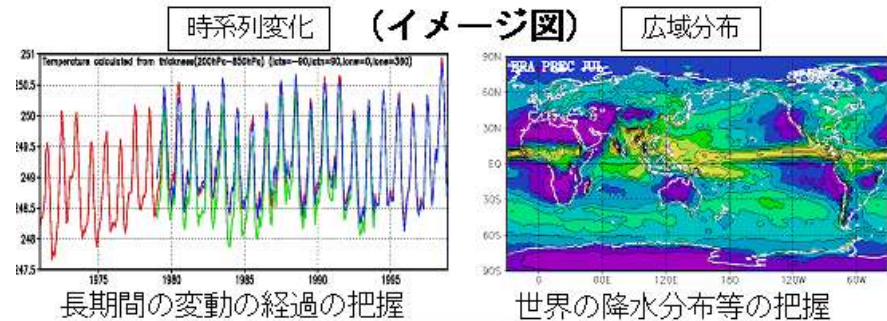 時系列変化
(イメージ図)
広域分布
251
250.5
250
249.5
249
248.5
248
247.5
1975
1980
1985
1990
1995
Temperature calculated from thickness(200hPa-850hPa) (lats=-90,latn=90,lonw=0,lone=360)
長期間の変動の経過の把握
ERA PREC JUL
90N
60N
30N
EQ
30S
60S
90S
0
60E
120E
180
120W
60W
世界の降水分布等の把握